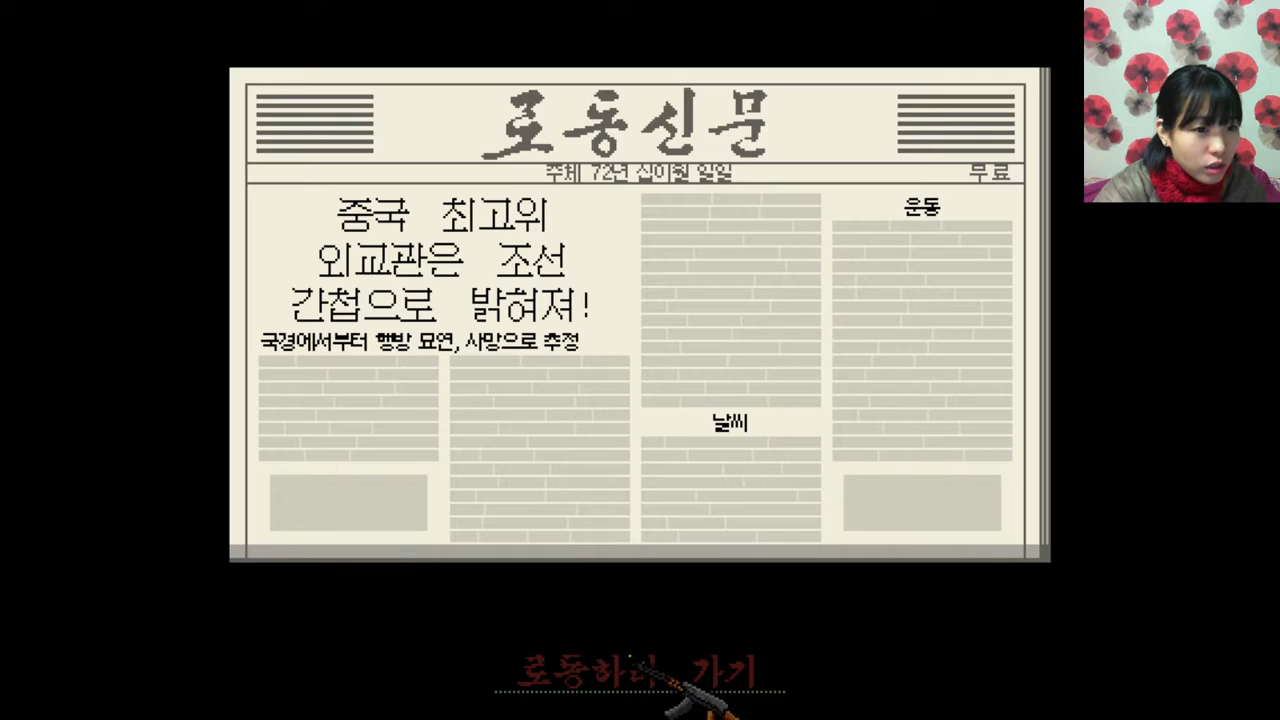 로동신문
주체 72년 십이월 일일
무료
중국 최고위
외교관은 조선
간첩으로 밝혀져!
국경에서부터 행방 묘연, 사망으로 추정
날씨
운동
로동하러 가기